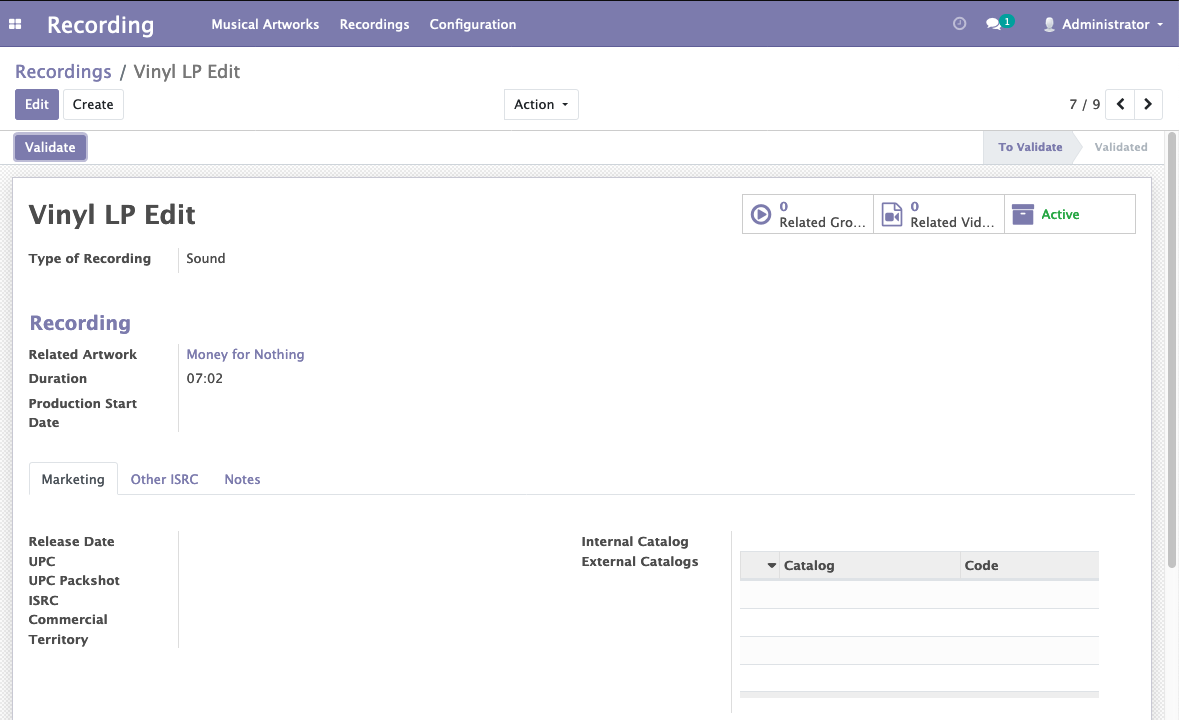 Recording Musical Artworks Recordings Configuration 1 Administrator
Recordings / Vinyl LP Edit
Edit Create Action 7 / 9
Validate To Validate Validated
Vinyl LP Edit
0 Related Gro...
0 Related Vid...
Active
Type of Recording Sound
Recording
Related Artwork Money for Nothing
Duration 07:02
Production Start
Date
Marketing Other ISRC Notes
Release Date
UPC
UPC Packshot
ISRC
Commercial
Territory
Internal Catalog
External Catalogs
Catalog Code